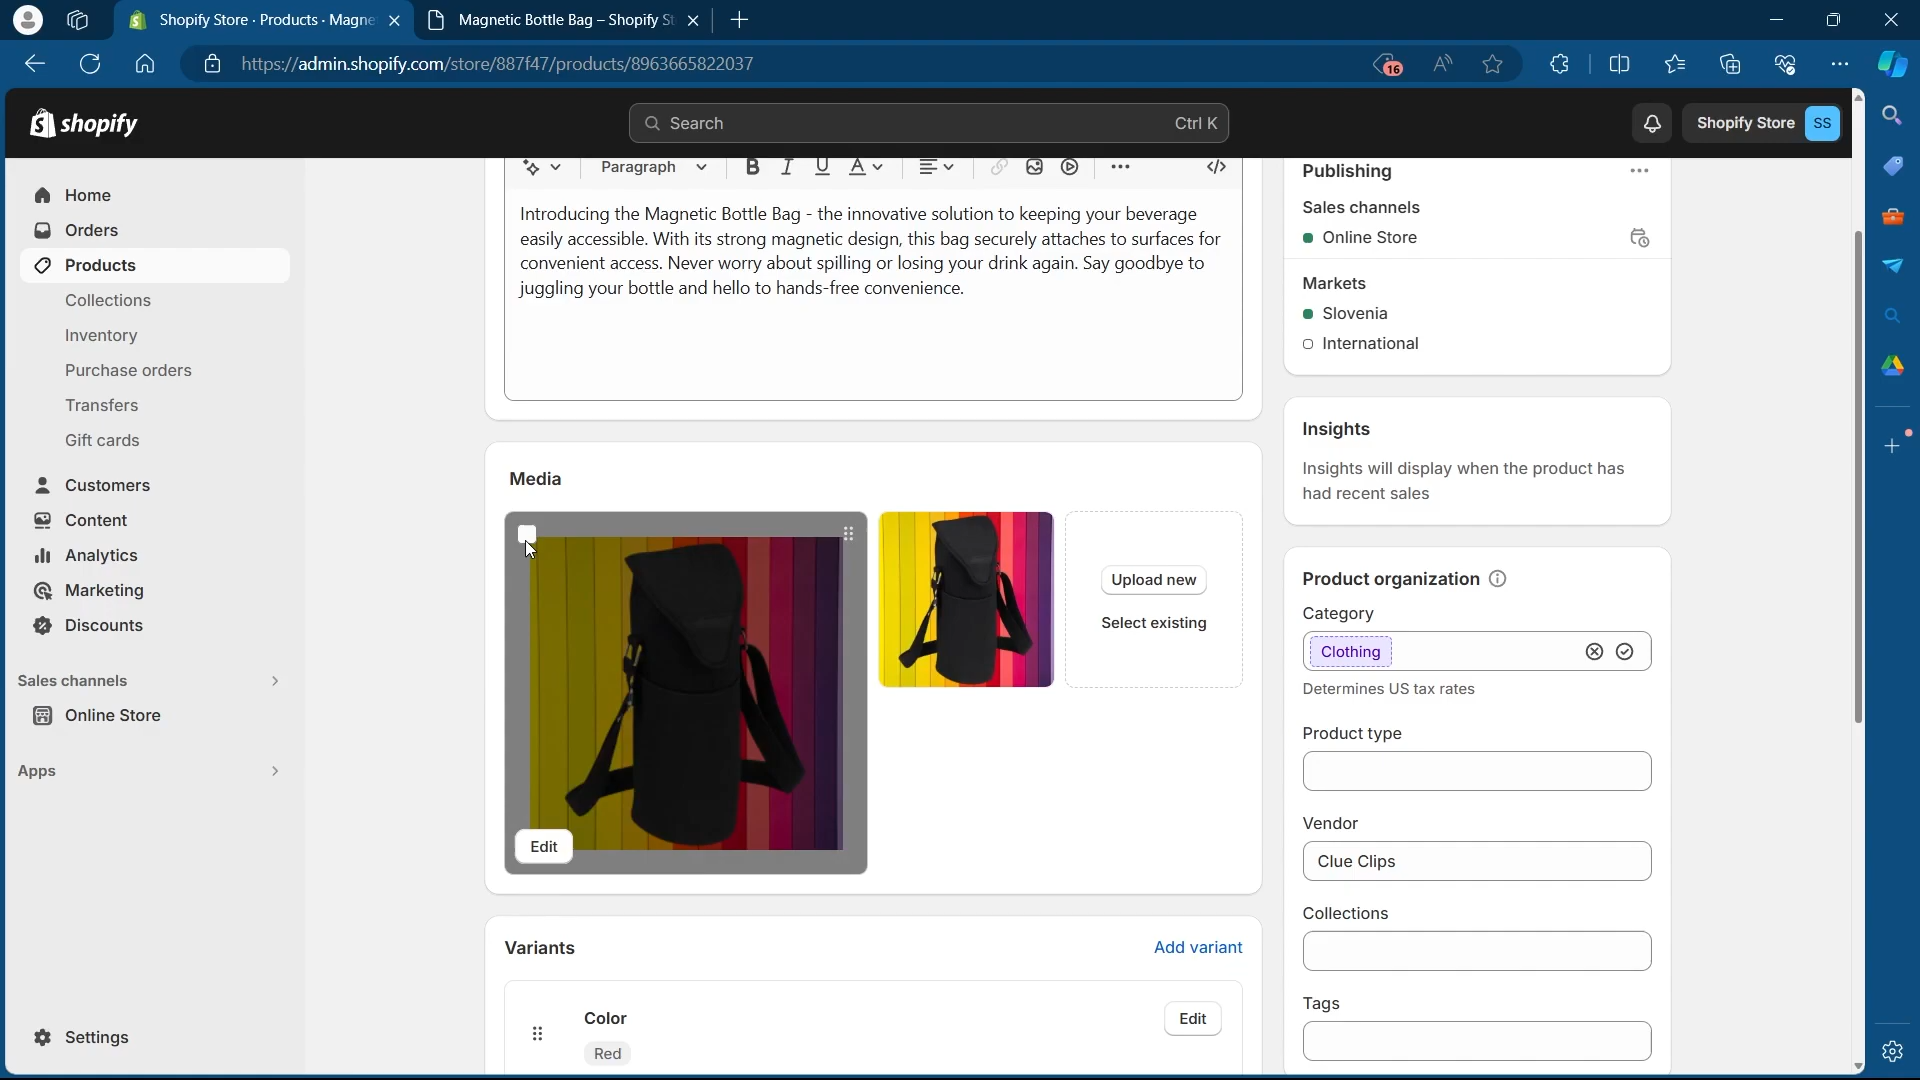 Shopify Store · Products · Magne
Magnetic Bottle Bag – Shopify St
https://admin.shopify.com/store/887f47/products/8963665822037
16
shopify
Search
Ctrl K
Shopify Store
SS
Home
Orders
Products
Collections
Inventory
Purchase orders
Transfers
Gift cards
Customers
Content
Analytics
Marketing
Discounts
Sales channels
Online Store
Apps
Settings
Paragraph
B I U A
Introducing the Magnetic Bottle Bag - the innovative solution to keeping your beverage
easily accessible. With its strong magnetic design, this bag securely attaches to surfaces for
convenient access. Never worry about spilling or losing your drink again. Say goodbye to
juggling your bottle and hello to hands-free convenience.
Media
Edit
Upload new
Select existing
Variants
Add variant
Color
Edit
Red
Publishing
Sales channels
Online Store
Markets
Slovenia
International
Insights
Insights will display when the product has
had recent sales
Product organization
Category
Clothing
Determines US tax rates
Product type
Vendor
Clue Clips
Collections
Tags